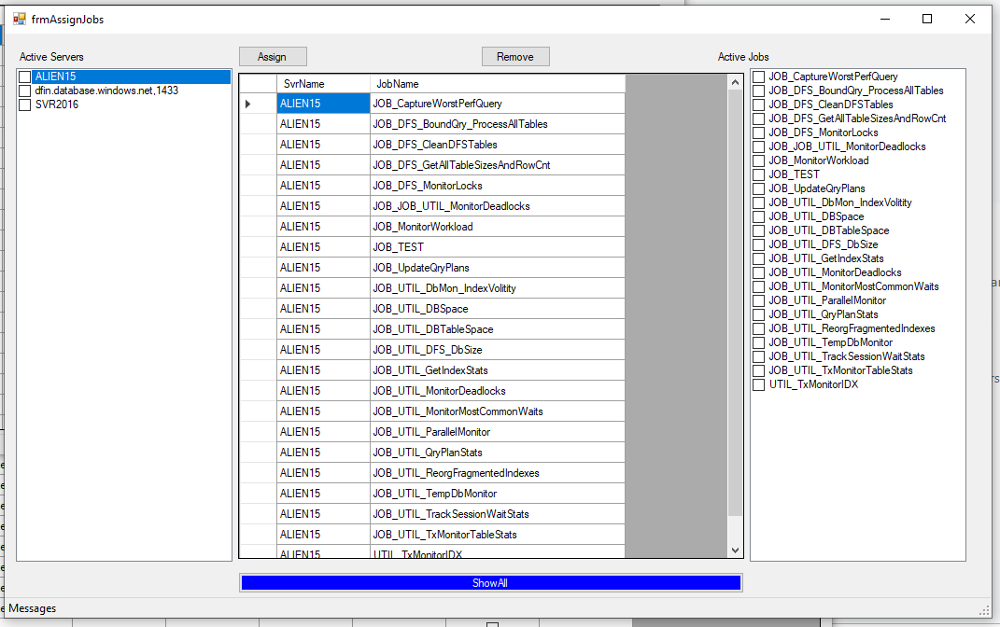 frmAssignJobs
Active Servers
Assign
Remove
Active Jobs
ALIEN15
dfin.database.windows.net,1433
SVR2016
SvrName JobName
ALIEN15 JOB_CaptureWorstPerfQuery
ALIEN15 JOB_DFS_BoundQry_ProcessAllTables
ALIEN15 JOB_DFS_CleanDFSTables
ALIEN15 JOB_DFS_GetAllTableSizesAndRowCnt
ALIEN15 JOB_DFS_MonitorLocks
ALIEN15 JOB_JOB_UTIL_MonitorDeadlocks
ALIEN15 JOB_MonitorWorkload
ALIEN15 JOB_TEST
ALIEN15 JOB_UpdateQryPlans
ALIEN15 JOB_UTIL_DbMon_IndexVolitity
ALIEN15 JOB_UTIL_DBSpace
ALIEN15 JOB_UTIL_DBTableSpace
ALIEN15 JOB_UTIL_DFS_DbSize
ALIEN15 JOB_UTIL_GetIndexStats
ALIEN15 JOB_UTIL_MonitorDeadlocks
ALIEN15 JOB_UTIL_MonitorMostCommonWaits
ALIEN15 JOB_UTIL_ParallelMonitor
ALIEN15 JOB_UTIL_QryPlanStats
ALIEN15 JOB_UTIL_ReorgFragmentedIndexes
ALIEN15 JOB_UTIL_TempDbMonitor
ALIEN15 JOB_UTIL_TrackSessionWaitStats
ALIEN15 JOB_UTIL_TxMonitorTableStats
ALIEN15 UTIL_TxMonitorIDX
JOB_CaptureWorstPerfQuery
JOB_DFS_BoundQry_ProcessAllTables
JOB_DFS_CleanDFSTables
JOB_DFS_GetAllTableSizesAndRowCnt
JOB_DFS_MonitorLocks
JOB_JOB_UTIL_MonitorDeadlocks
JOB_MonitorWorkload
JOB_TEST
JOB_UpdateQryPlans
JOB_UTIL_DbMon_IndexVolitity
JOB_UTIL_DBSpace
JOB_UTIL_DBTableSpace
JOB_UTIL_DFS_DbSize
JOB_UTIL_GetIndexStats
JOB_UTIL_MonitorDeadlocks
JOB_UTIL_MonitorMostCommonWaits
JOB_UTIL_ParallelMonitor
JOB_UTIL_QryPlanStats
JOB_UTIL_ReorgFragmentedIndexes
JOB_UTIL_TempDbMonitor
JOB_UTIL_TrackSessionWaitStats
JOB_UTIL_TxMonitorTableStats
UTIL_TxMonitorIDX
Show All
Messages